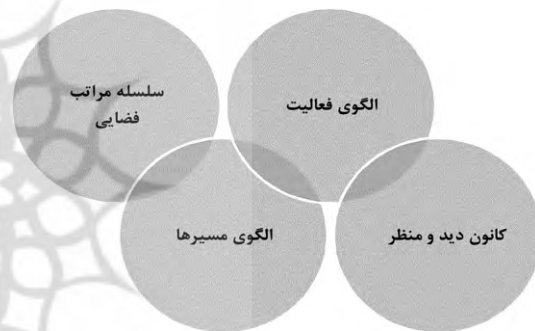 الگوی فعالیت
سلسله مراتب
فضایی
کانون دید و منظر
الگوی مسیرها